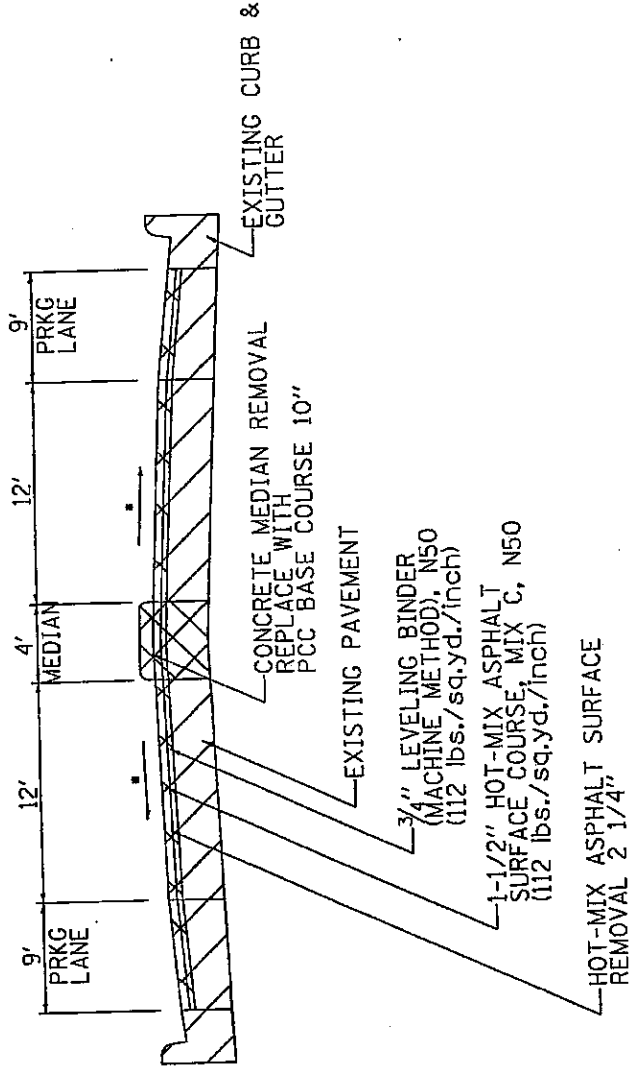 9'
PRKG
LANE
12'
4'
MEDIAN
12'
9'
PRKG
LANE
EXISTING CURB &
GUTTER
CONCRETE MEDIAN REMOVAL
REPLACE WITH
PCC BASE COURSE 10"
EXISTING PAVEMENT
3/4" LEVELING BINDER
(MACHINE METHOD), N50
(112 lbs./sq.yd./inch)
1-1/2" HOT-MIX ASPHALT
SURFACE COURSE, MIX C, N50
(112 lbs./sq.yd./inch)
HOT-MIX ASPHALT SURFACE
REMOVAL 2 1/4"